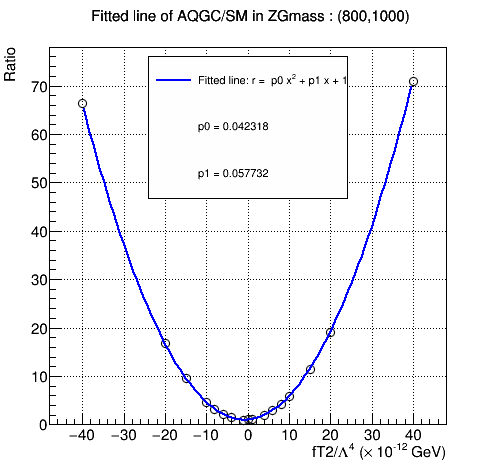 Fitted line of AQGC/SM in ZGmass : (800,1000)
Ratio
Fitted line: r = p0 x² + p1 x + 1
p0 = 0.042318
p1 = 0.057732
70
60
50
40
30
20
10
0
−40 −30 −20 −10 0 10 20 30 40
fT2/Λ⁴ (× 10⁻¹² GeV)